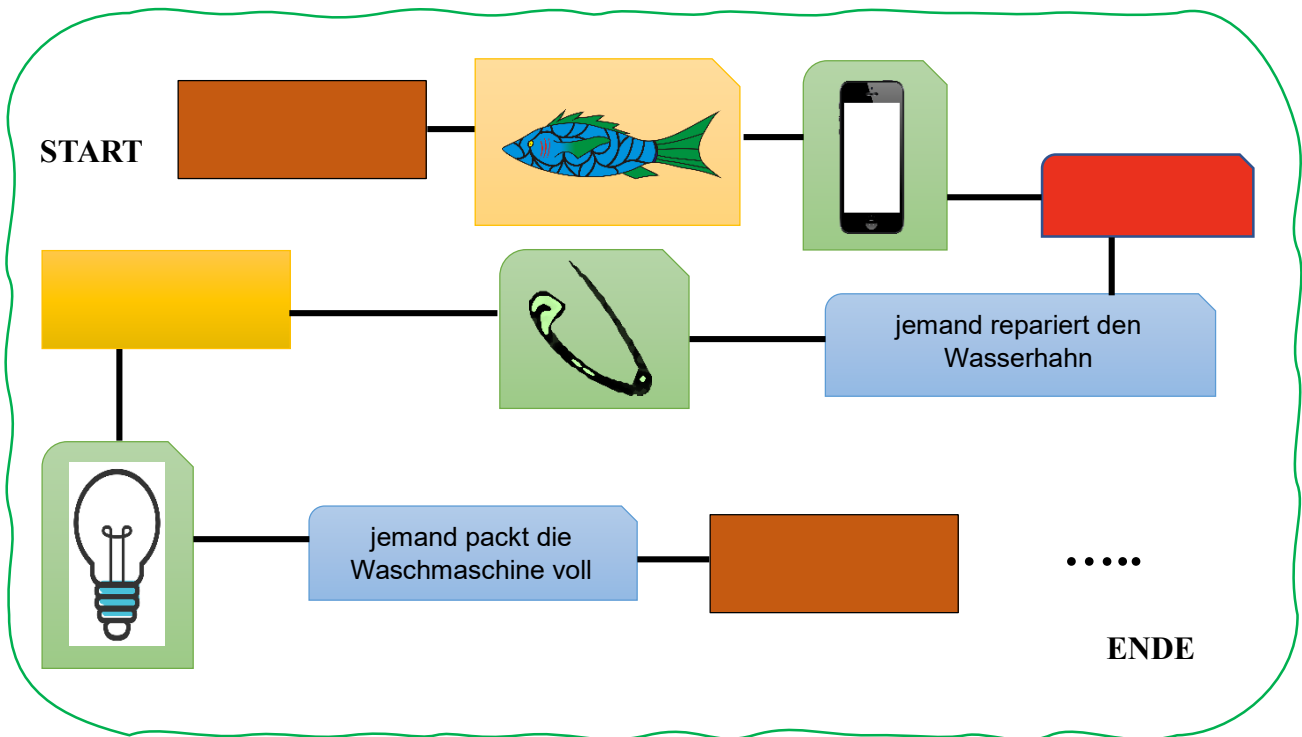 START
jemand repariert den
Wasserhahn
jemand packt die
Waschmaschine voll
.....
ENDE